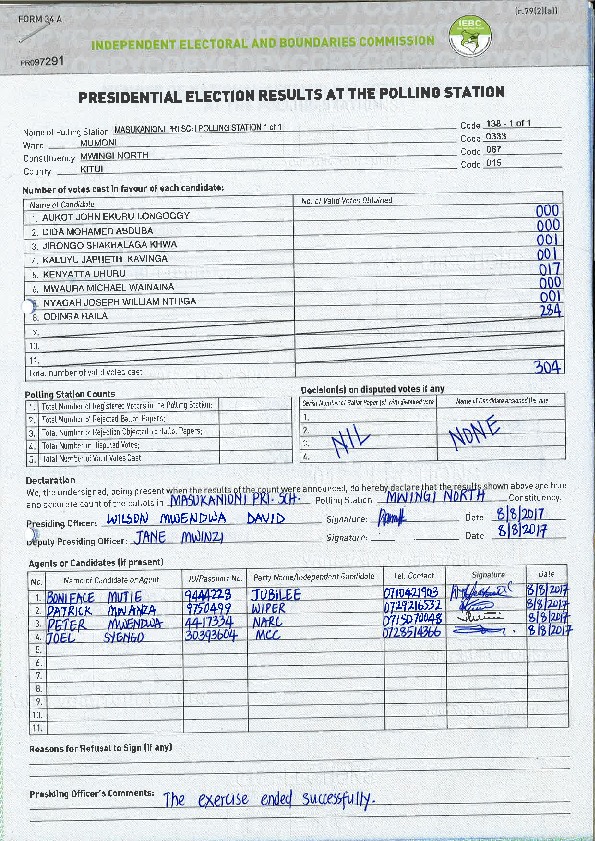 FORM 34 A
(r.79(2)(a))
INDEPENDENT ELECTORAL AND BOUNDARIES COMMISSION
IEBC
PR097291
PRESIDENTIAL ELECTION RESULTS AT THE POLLING STATION
Name of Polling Station MASUKANIONI PRI SCH POLLING STATION 1 of 1 Code 138 - 1 of 1
Ward MUMONI Code 0333
Constituency MWINGI NORTH Code 067
County KITUI Code 015
Number of votes cast in favour of each candidate:
Name of Candidate No. of Valid Votes Obtained
1. AUKOT JOHN EKURU LONGOGGY 000
2. DIDA MOHAMED ABDUBA 000
3. JIRONGO SHAKHALAGA KHWA 001
4. KALUYU JAPHETH KAVINGA 001
5. KENYATTA UHURU 017
6. MWAURA MICHAEL WAINAINA 000
7. NYAGAH JOSEPH WILLIAM NTHIGA 001
8. ODINGA RAILA 284
9.
10.
11.
Total number of valid votes cast 304
Polling Station Counts
1. Total Number of Registered Voters in the Polling Station;
2. Total Number of Rejected Ballot Papers;
3. Total Number of Rejection Objected to Ballot Papers;
4. Total Number of Disputed Votes;
5. Total Number of Valid Votes Cast
Decision(s) on disputed votes if any
Serial Number of Ballot Paper (s) with disputed vote Name of Candidate
1.
2.
3.
4.
NIL NONE
Declaration
We, the undersigned, being present when the results of the count were announced, do hereby declare that the results shown above are true
and accurate count of the ballots in MASUKANIONI PRI. SCH. Polling Station MWINGI NORTH Constituency.
Presiding Officer: WILSON MWENDWA DAVID Signature: Date 8/8/2017
Deputy Presiding Officer: JANE MWINZI Signature: Date 8/8/2017
Agents or Candidates (if present)
No. Name of Candidate or Agent ID/Passport No. Party Name/Independent Candidate Tel. Contact Signature Date
1. BONIFACE MUTIE 9444228 JUBILEE 0710421903 8/8/2017
2. PATRICK MWANZA 9750499 WIPER 0729216532 8/8/2017
3. PETER MWENDWA 4417334 NARC 0715070048 8/8/2017
4. JOEL SYENGO 30393604 MCC 0728514366 8/8/2017
5.
6.
7.
8.
9.
10.
11.
Reasons for Refusal to Sign (if any)
Presiding Officer's Comments: The exercise ended successfully.